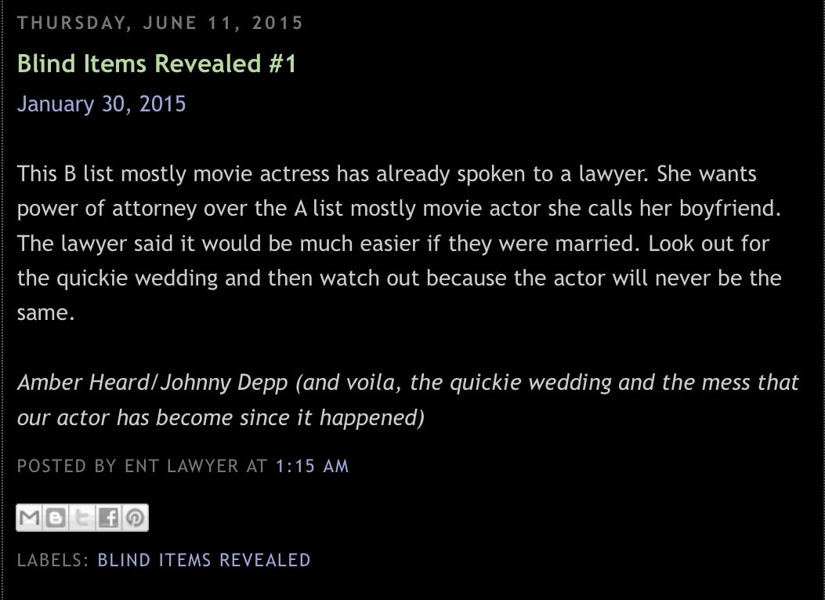 THURSDAY, JUNE 11, 2015
Blind Items Revealed #1
January 30, 2015
This B list mostly movie actress has already spoken to a lawyer. She wants
power of attorney over the A list mostly movie actor she calls her boyfriend.
The lawyer said it would be much easier if they were married. Look out for
the quickie wedding and then watch out because the actor will never be the
same.
Amber Heard/Johnny Depp (and voila, the quickie wedding and the mess that
our actor has become since it happened)
POSTED BY ENT LAWYER AT 1:15 AM
LABELS: BLIND ITEMS REVEALED